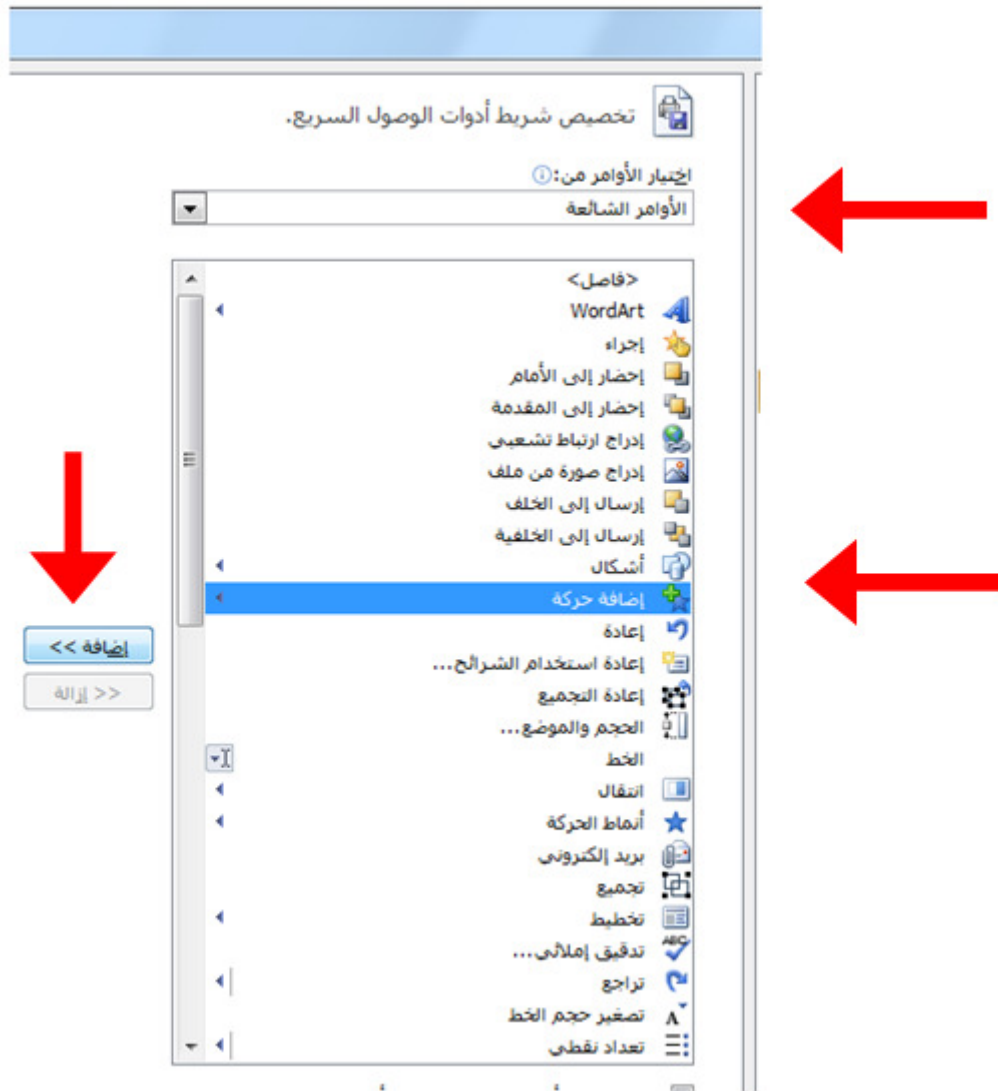 تخصيص شريط أدوات الوصول السريع.
اختيار الأوامر من:
الأوامر الشائعة
<فاصل>
WordArt
إجراء
إحضار إلى الأمام
إحضار إلى المقدمة
إدراج ارتباط تشعبي
إدراج صورة من ملف
إرسال إلى الخلف
إرسال إلى الخلفية
أشكال
إضافة حركة
إعادة
إعادة استخدام الشرائح...
إعادة التجميع
الحجم والموضع...
الخط
انتقال
أنماط الحركة
بريد إلكتروني
تجميع
تخطيط
تدقيق إملائي...
تراجع
تصغير حجم الخط
تعداد نقطي
إضافة >>
<< إزالة